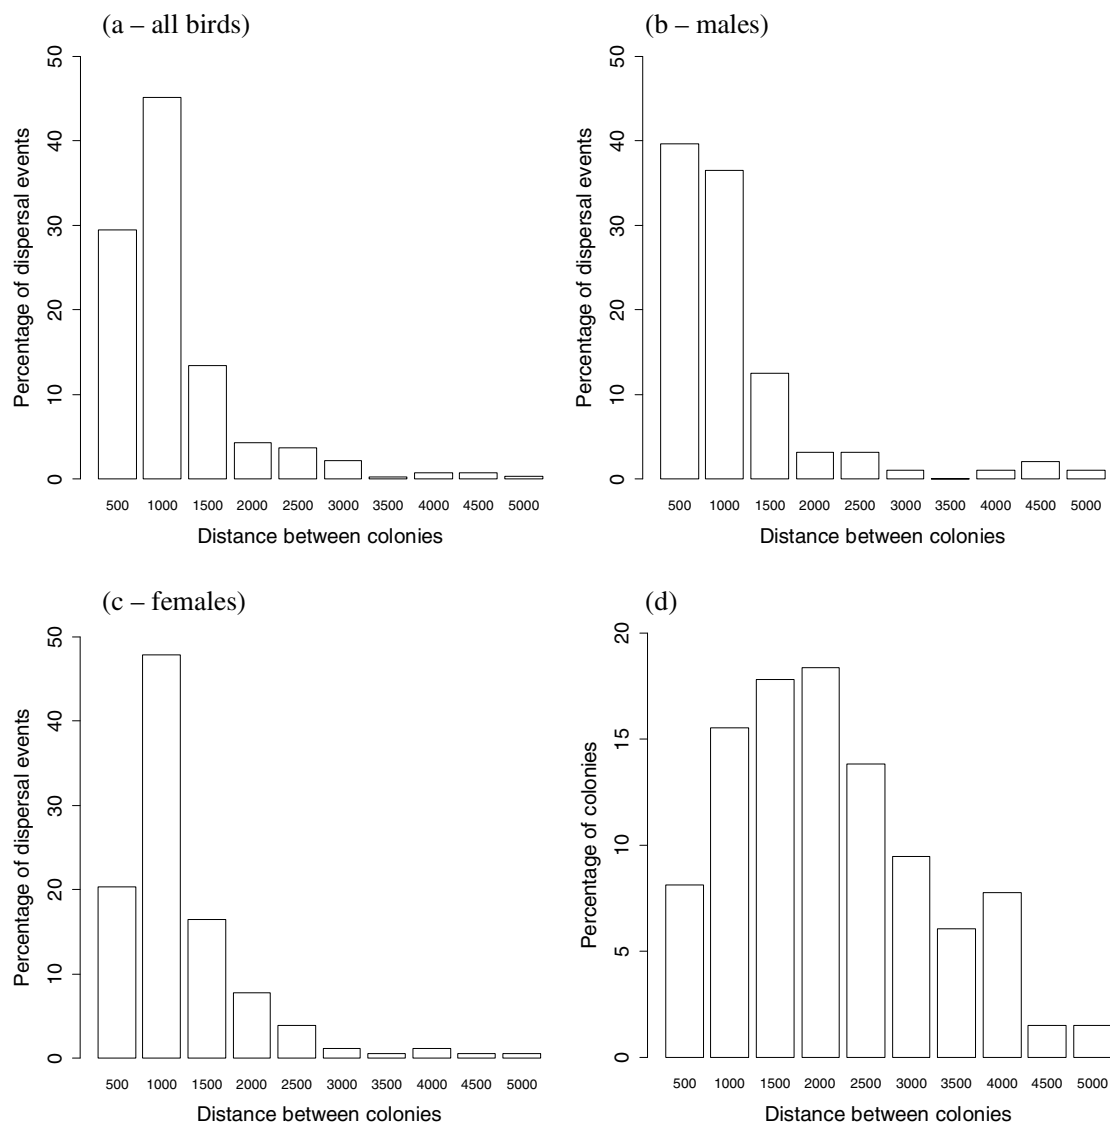 (a – all birds)
Percentage of dispersal events
50
40
30
20
10
0
500 1000 1500 2000 2500 3000 3500 4000 4500 5000
Distance between colonies
(b – males)
Percentage of dispersal events
50
40
30
20
10
0
500 1000 1500 2000 2500 3000 3500 4000 4500 5000
Distance between colonies
(c – females)
Percentage of dispersal events
50
40
30
20
10
0
500 1000 1500 2000 2500 3000 3500 4000 4500 5000
Distance between colonies
(d)
Percentage of colonies
20
15
10
5
0
500 1000 1500 2000 2500 3000 3500 4000 4500 5000
Distance between colonies